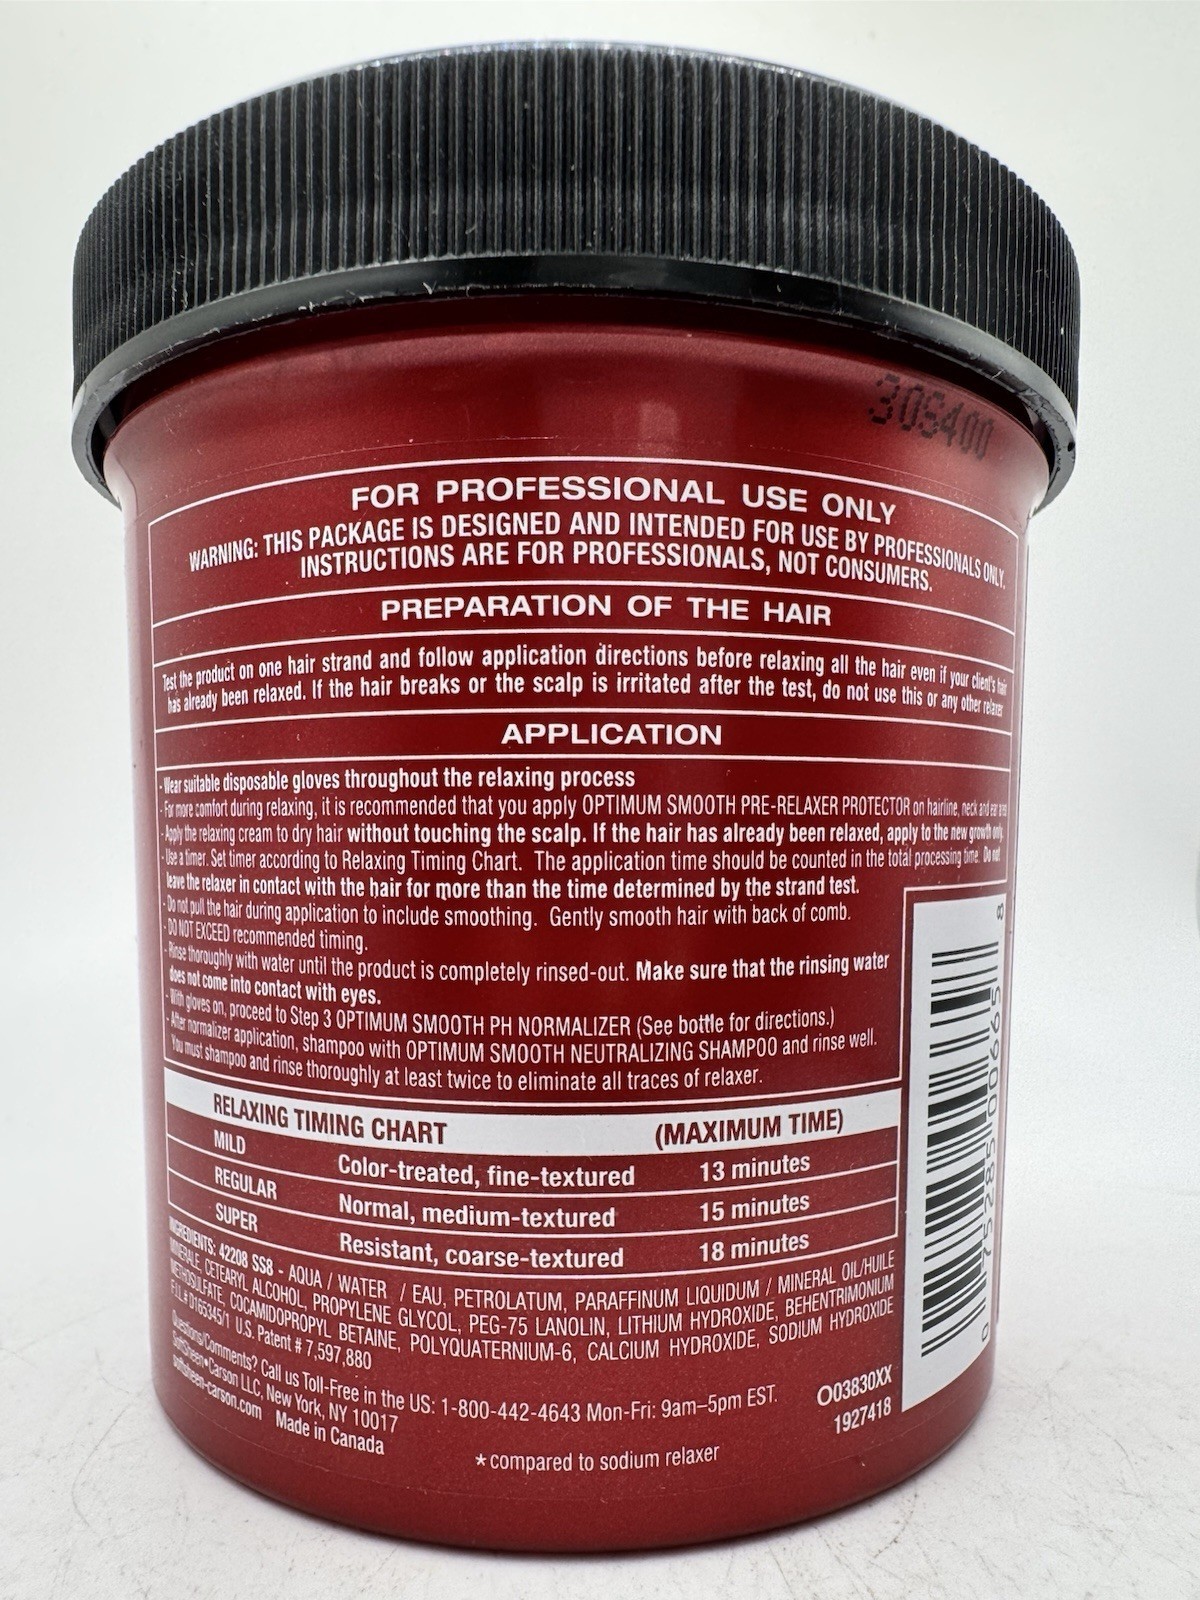 30S400
FOR PROFESSIONAL USE ONLY
WARNING: THIS PACKAGE IS DESIGNED AND INTENDED FOR USE BY PROFESSIONALS ONLY.
INSTRUCTIONS ARE FOR PROFESSIONALS, NOT CONSUMERS.
PREPARATION OF THE HAIR
Test the product on one hair strand and follow application directions before relaxing all the hair even if your client's hair
has already been relaxed. If the hair breaks or the scalp is irritated after the test, do not use this or any other relaxer
APPLICATION
- Wear suitable disposable gloves throughout the relaxing process
- For more comfort during relaxing, it is recommended that you apply OPTIMUM SMOOTH PRE-RELAXER PROTECTOR on hairline, neck and ear area
- Apply the relaxing cream to dry hair without touching the scalp. If the hair has already been relaxed, apply to the new growth only.
- Use a timer. Set timer according to Relaxing Timing Chart. The application time should be counted in the total processing time. Do not
leave the relaxer in contact with the hair for more than the time determined by the strand test.
- Do not pull the hair during application to include smoothing. Gently smooth hair with back of comb.
- DO NOT EXCEED recommended timing.
- Rinse thoroughly with water until the product is completely rinsed-out. Make sure that the rinsing water
does not come into contact with eyes.
- With gloves on, proceed to Step 3 OPTIMUM SMOOTH PH NORMALIZER (See bottle for directions.)
- After normalizer application, shampoo with OPTIMUM SMOOTH NEUTRALIZING SHAMPOO and rinse well.
You must shampoo and rinse thoroughly at least twice to eliminate all traces of relaxer.
RELAXING TIMING CHART (MAXIMUM TIME)
MILD Color-treated, fine-textured 13 minutes
REGULAR Normal, medium-textured 15 minutes
SUPER Resistant, coarse-textured 18 minutes
INGREDIENTS: 42208 SS8 - AQUA / WATER / EAU, PETROLATUM, PARAFFINUM LIQUIDUM / MINERAL OIL/HUILE
MINERALE, CETEARYL ALCOHOL, PROPYLENE GLYCOL, PEG-75 LANOLIN, LITHIUM HYDROXIDE, BEHENTRIMONIUM
METHOSULFATE, COCAMIDOPROPYL BETAINE, POLYQUATERNIUM-6, CALCIUM HYDROXIDE, SODIUM HYDROXIDE
F.I.L.# D165345/1 U.S. Patent # 7,597,880
Questions/Comments? Call us Toll-Free in the US: 1-800-442-4643 Mon-Fri: 9am–5pm EST.
SoftSheen•Carson LLC, New York, NY 10017
softsheen-carson.com Made in Canada
*compared to sodium relaxer
O03830XX
1927418
0 75285 00665 8